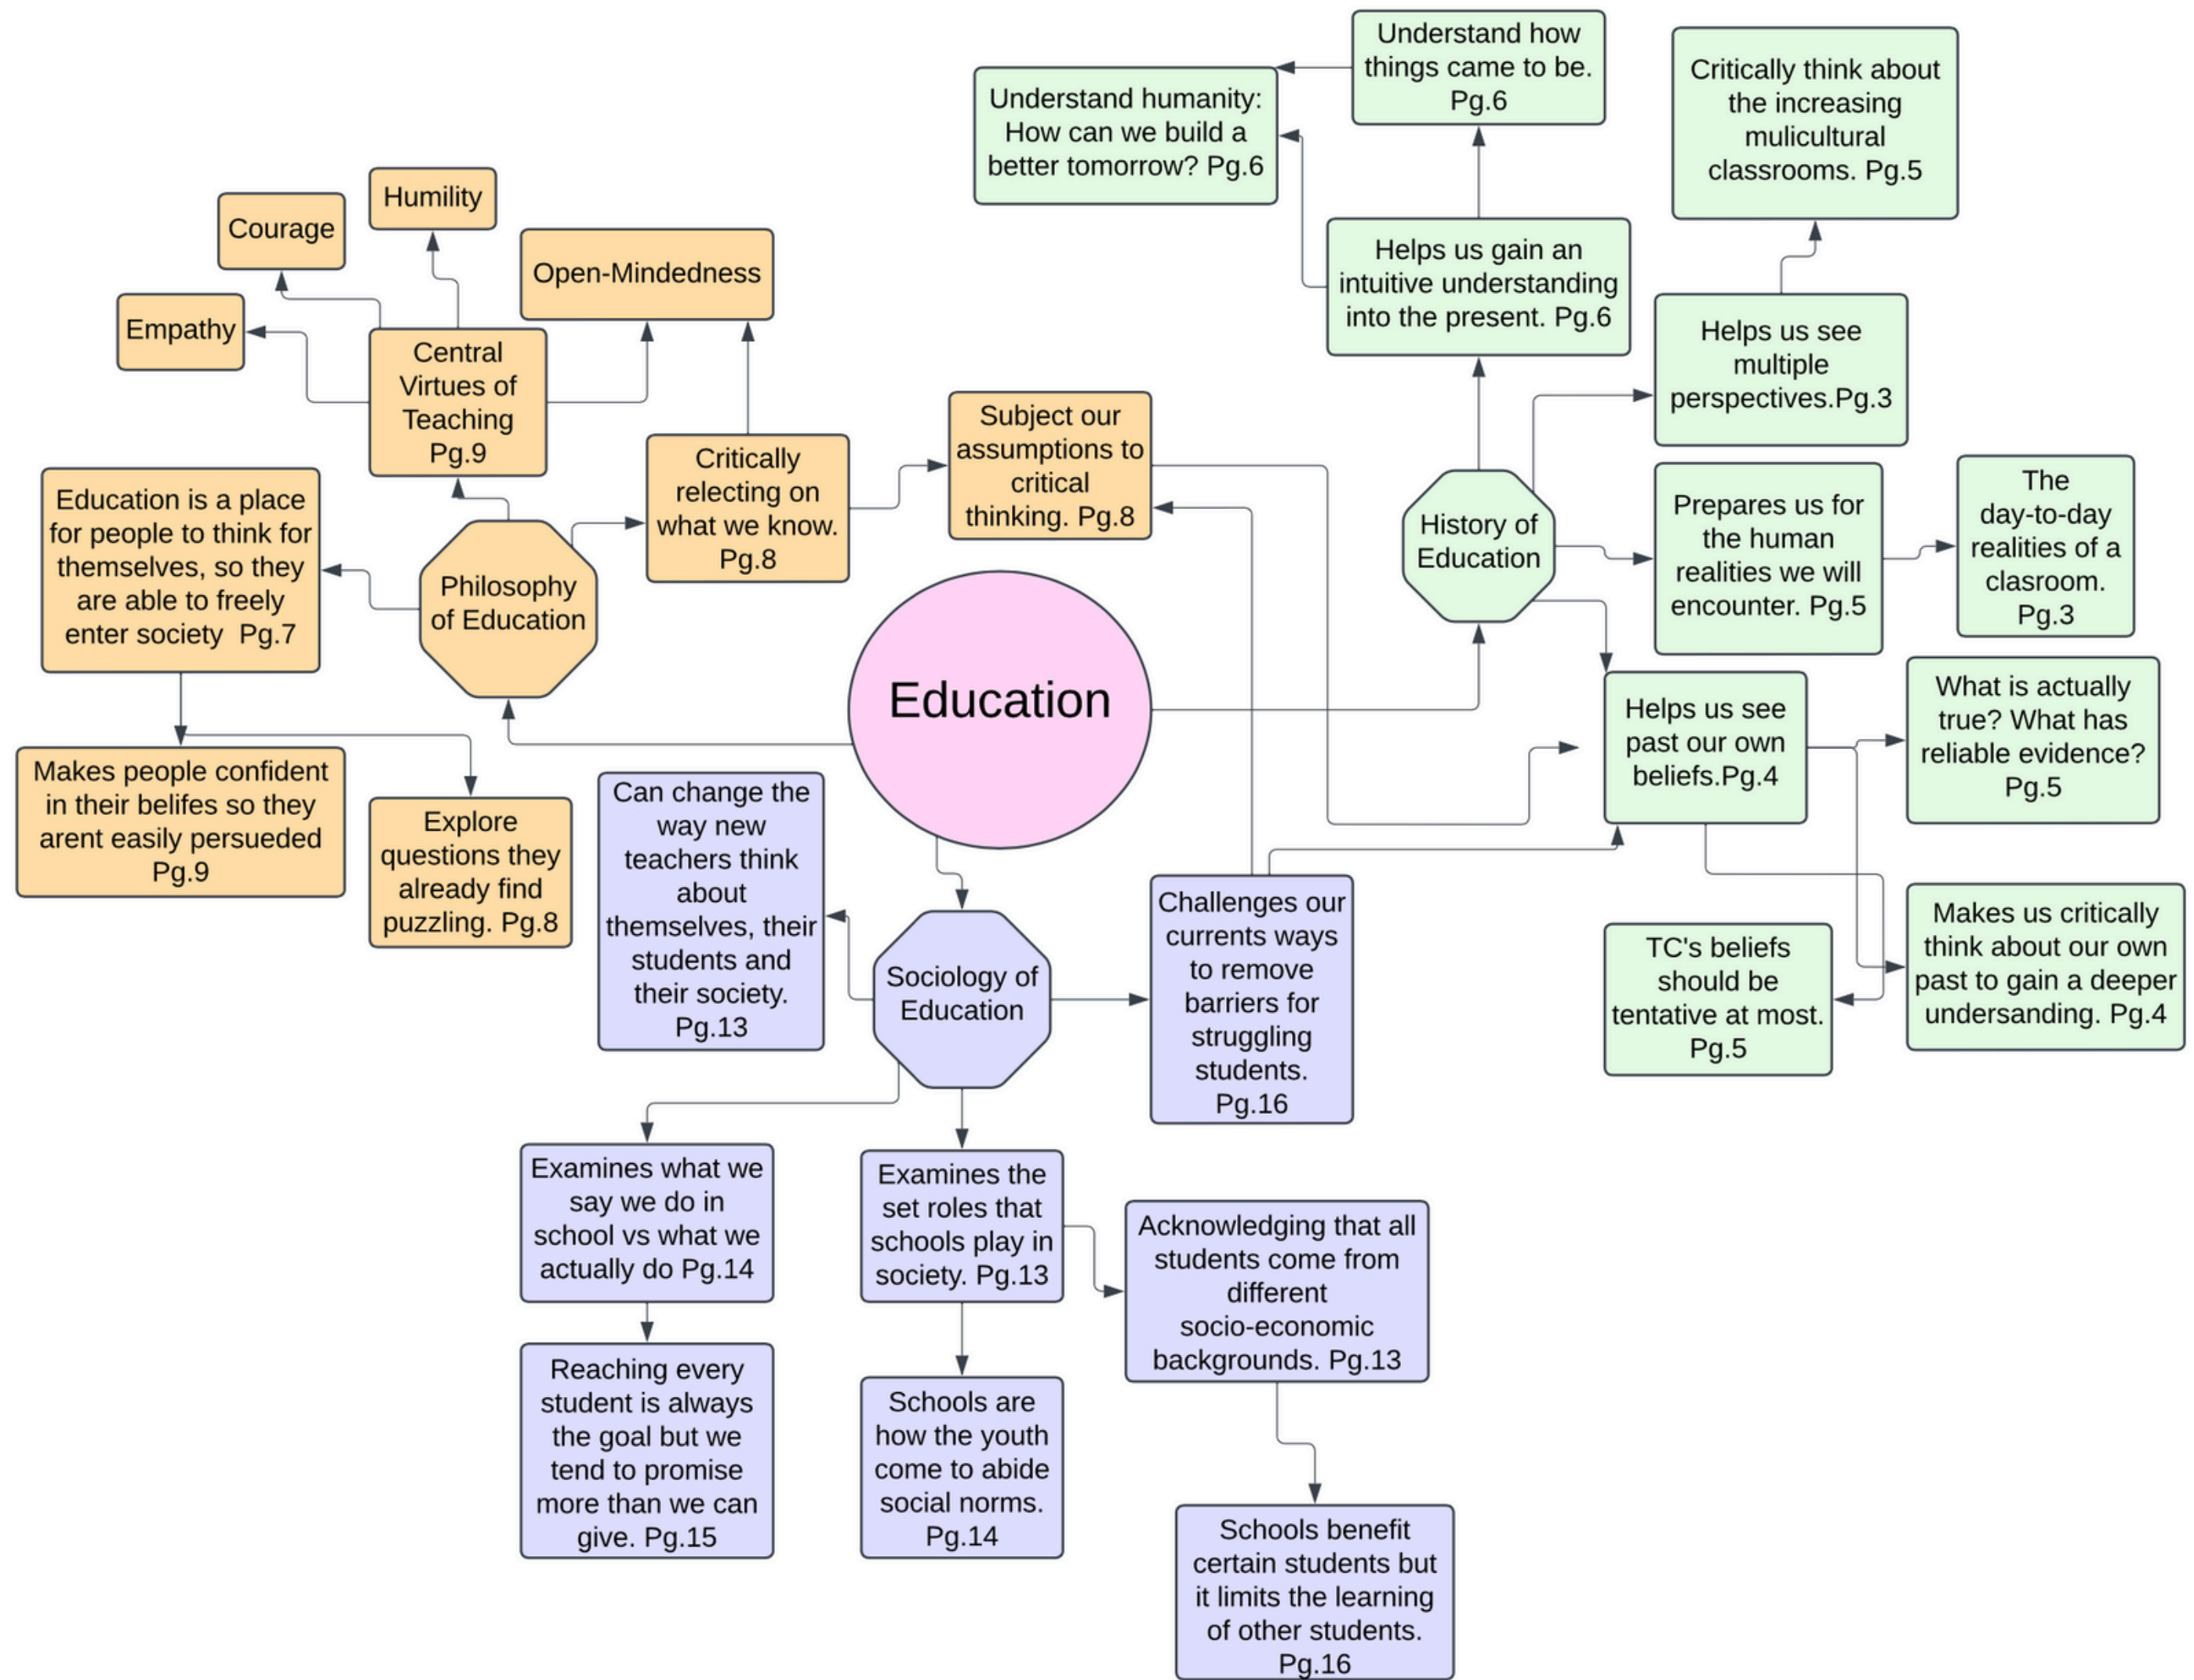 Understand how
things came to be.
Pg.6
Understand humanity:
How can we build a
better tomorrow? Pg.6
Critically think about
the increasing
mulicultural
classrooms. Pg.5
Humility
Courage
Open-Mindedness
Empathy
Helps us gain an
intuitive understanding
into the present. Pg.6
Helps us see
multiple
perspectives.Pg.3
Central
Virtues of
Teaching
Pg.9
Subject our
assumptions to
critical
thinking. Pg.8
Critically
relecting on
what we know.
Pg.8
Education is a place
for people to think for
themselves, so they
are able to freely
enter society  Pg.7
Philosophy
of Education
History of
Education
Prepares us for
the human
realities we will
encounter. Pg.5
The
day-to-day
realities of a
clasroom.
Pg.3
Education
Helps us see
past our own
beliefs.Pg.4
What is actually
true? What has
reliable evidence?
Pg.5
Makes people confident
in their belifes so they
arent easily persueded
Pg.9
Explore
questions they
already find
puzzling. Pg.8
Can change the
way new
teachers think
about
themselves, their
students and
their society.
Pg.13
Sociology of
Education
Challenges our
currents ways
to remove
barriers for
struggling
students.
Pg.16
TC's beliefs
should be
tentative at most.
Pg.5
Makes us critically
think about our own
past to gain a deeper
undersanding. Pg.4
Examines what we
say we do in
school vs what we
actually do Pg.14
Examines the
set roles that
schools play in
society. Pg.13
Acknowledging that all
students come from
different
socio-economic
backgrounds. Pg.13
Reaching every
student is always
the goal but we
tend to promise
more than we can
give. Pg.15
Schools are
how the youth
come to abide
social norms.
Pg.14
Schools benefit
certain students but
it limits the learning
of other students.
Pg.16